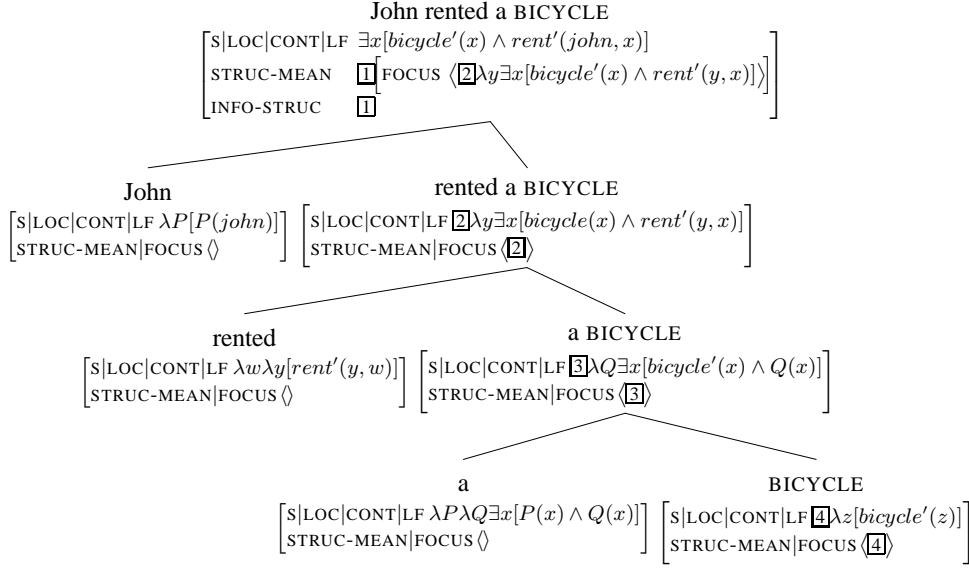 John rented a BICYCLE
S|LOC|CONT|LF ∃x[bicycle′(x) ∧ rent′(john, x)]
STRUC-MEAN [1][FOCUS ⟨[2]λy∃x[bicycle′(x) ∧ rent′(y, x)]⟩]
INFO-STRUC [1]
John rented a BICYCLE
S|LOC|CONT|LF λP[P(john)] S|LOC|CONT|LF [2]λy∃x[bicycle(x) ∧ rent′(y, x)]
STRUC-MEAN|FOCUS ⟨⟩ STRUC-MEAN|FOCUS ⟨[2]⟩
rented a BICYCLE
S|LOC|CONT|LF λwλy[rent′(y, w)] S|LOC|CONT|LF [3]λQ∃x[bicycle′(x) ∧ Q(x)]
STRUC-MEAN|FOCUS ⟨⟩ STRUC-MEAN|FOCUS ⟨[3]⟩
a BICYCLE
S|LOC|CONT|LF λPλQ∃x[P(x) ∧ Q(x)] S|LOC|CONT|LF [4]λz[bicycle′(z)]
STRUC-MEAN|FOCUS ⟨⟩ STRUC-MEAN|FOCUS ⟨[4]⟩